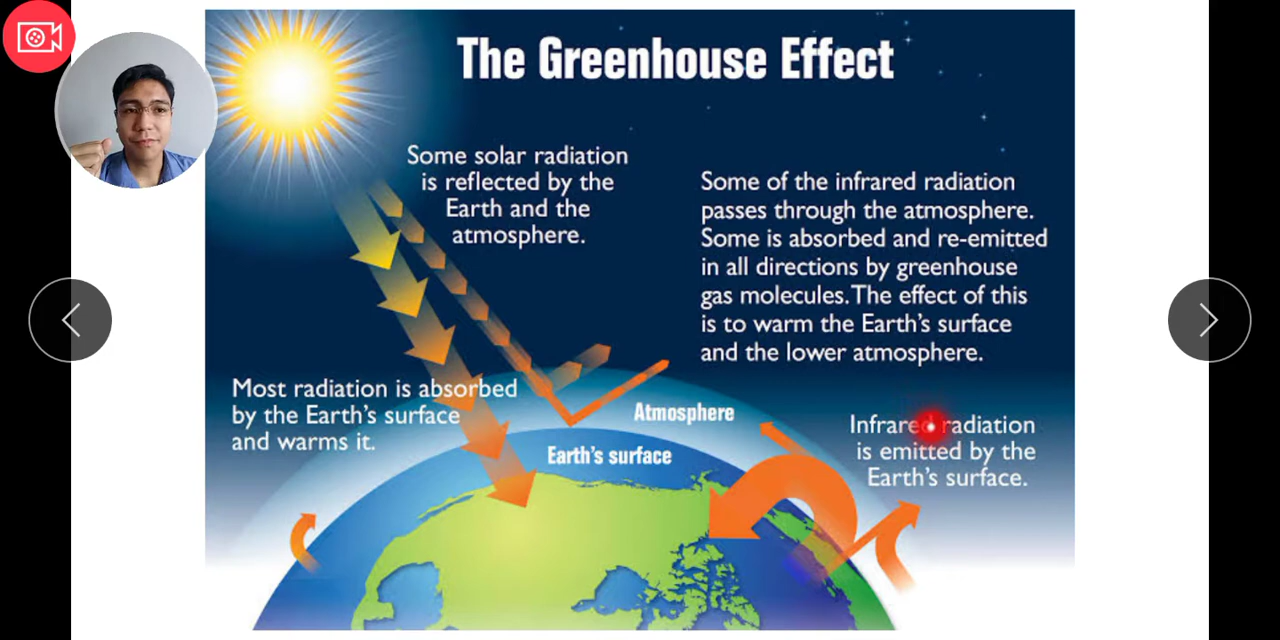 The Greenhouse Effect
Some solar radiation
is reflected by the
Earth and the
atmosphere.
Some of the infrared radiation
passes through the atmosphere.
Some is absorbed and re-emitted
in all directions by greenhouse
gas molecules. The effect of this
is to warm the Earth's surface
and the lower atmosphere.
Most radiation is absorbed
by the Earth's surface
and warms it.
Atmosphere
Earth's surface
Infrared radiation
is emitted by the
Earth's surface.